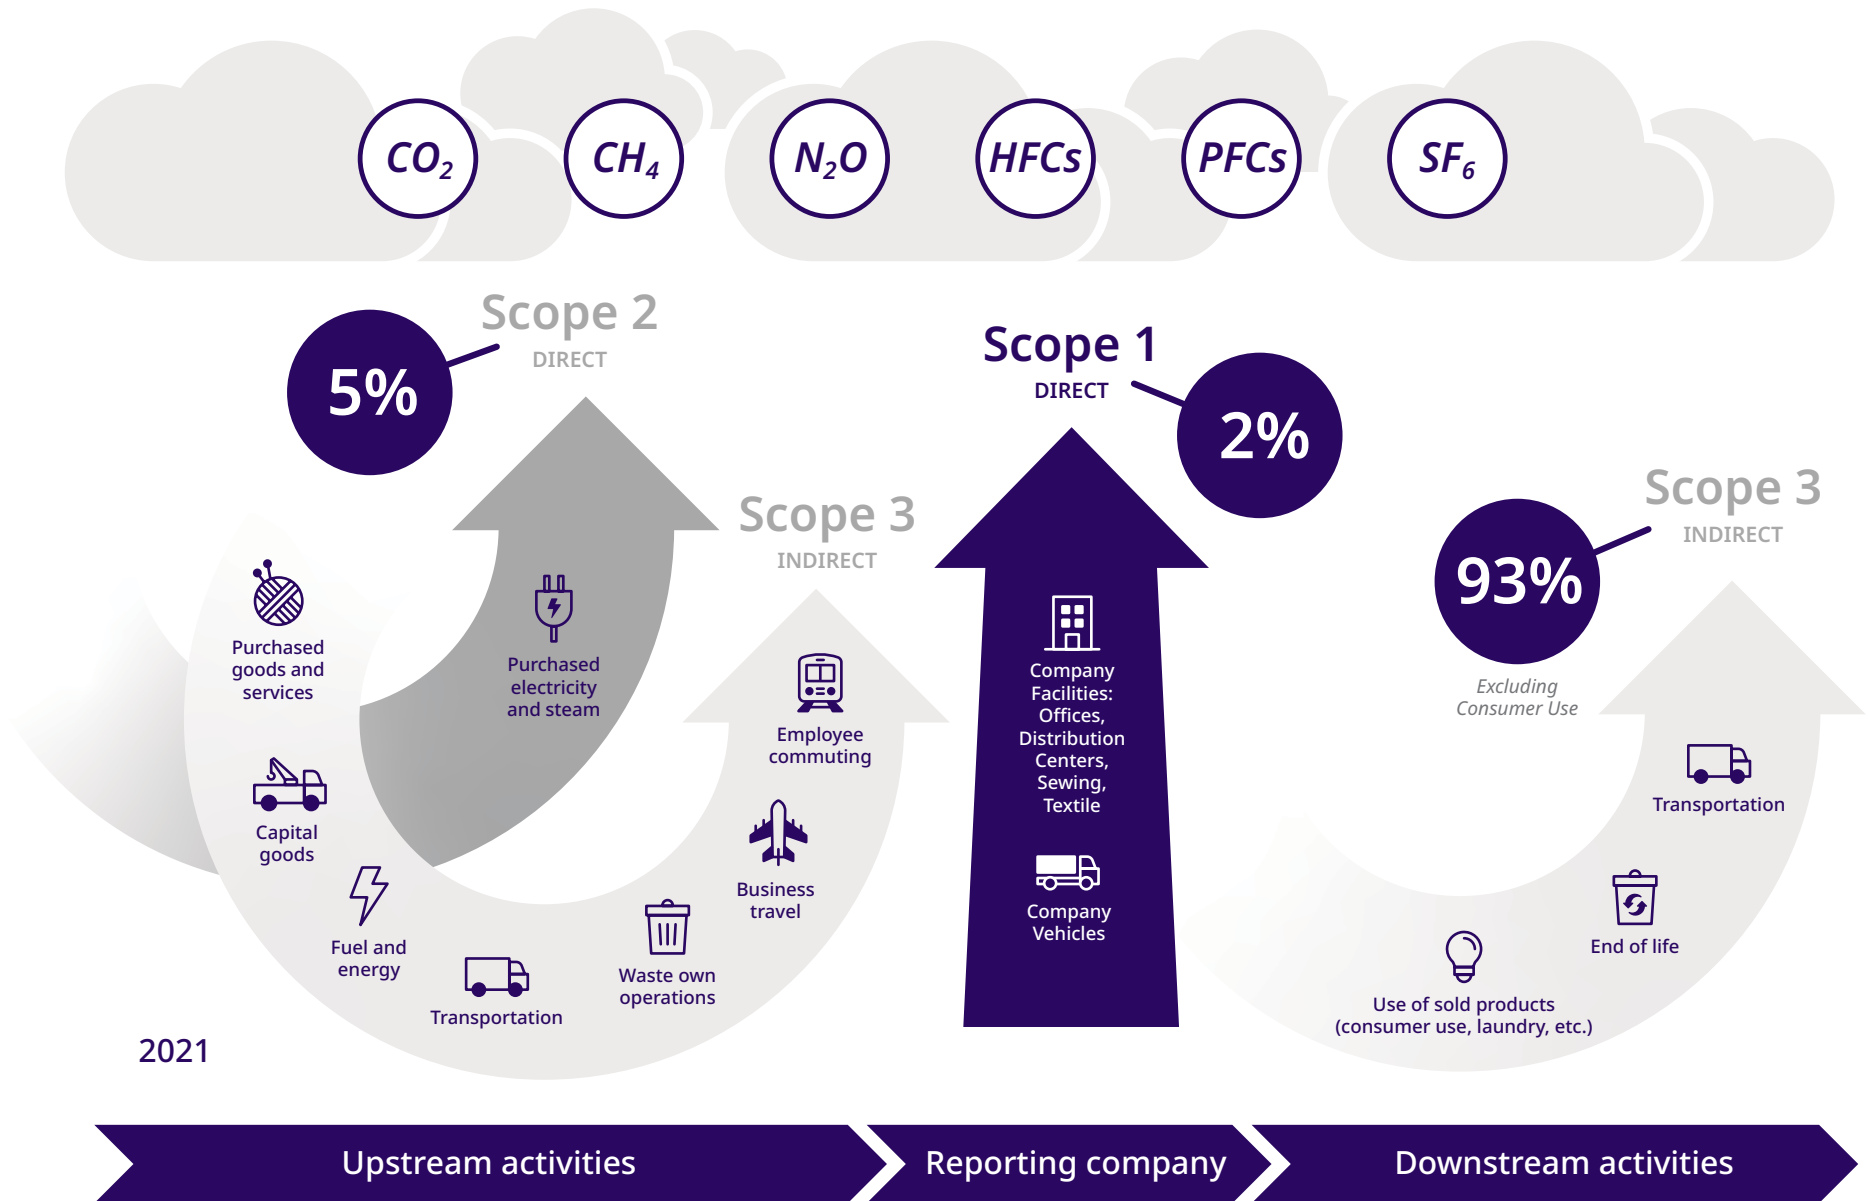 CO2
CH4
N2O
HFCs
PFCs
SF6
Scope 2
DIRECT
5%
Scope 1
DIRECT
2%
Scope 3
INDIRECT
Scope 3
INDIRECT
93%
Excluding
Consumer Use
Purchased
goods and
services
Capital
goods
Fuel and
energy
Transportation
Waste own
operations
Business
travel
Employee
commuting
Purchased
electricity
and steam
Company
Facilities:
Offices,
Distribution
Centers,
Sewing,
Textile
Company
Vehicles
Transportation
End of life
Use of sold products
(consumer use, laundry, etc.)
2021
Upstream activities
Reporting company
Downstream activities